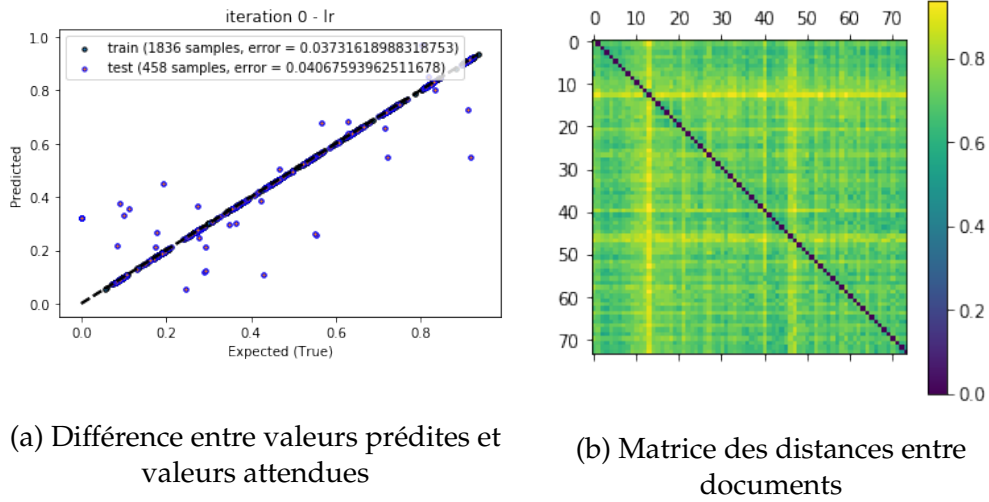 iteration 0 - lr
train (1836 samples, error = 0.03731618988318753)
test (458 samples, error = 0.04067593962511678)
1.0
0.8
0.6
0.4
0.2
0.0
Predicted
0.0 0.2 0.4 0.6 0.8
Expected (True)
0 10 20 30 40 50 60 70
0
10
20
30
40
50
60
70
0.8
0.6
0.4
0.2
0.0
(a) Différence entre valeurs prédites et
valeurs attendues
(b) Matrice des distances entre
documents